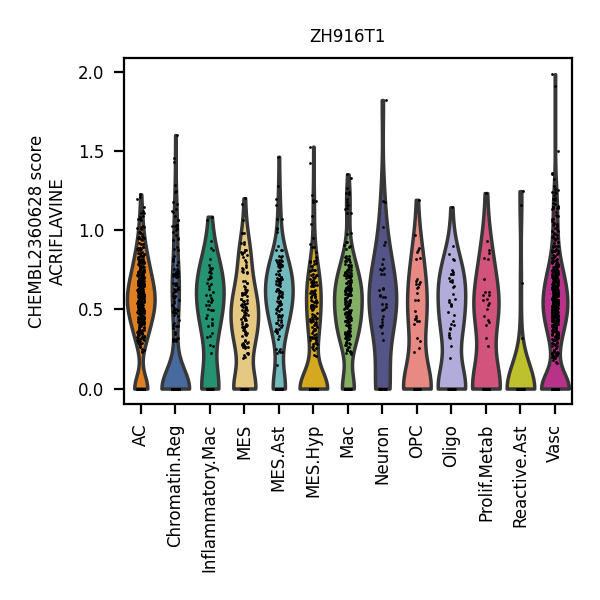 ZH916T1
CHEMBL2360628 score
ACRIFLAVINE
2.0
1.5
1.0
0.5
0.0
AC
Chromatin.Reg
Inflammatory.Mac
MES
MES.Ast
MES.Hyp
Mac
Neuron
OPC
Oligo
Prolif.Metab
Reactive.Ast
Vasc